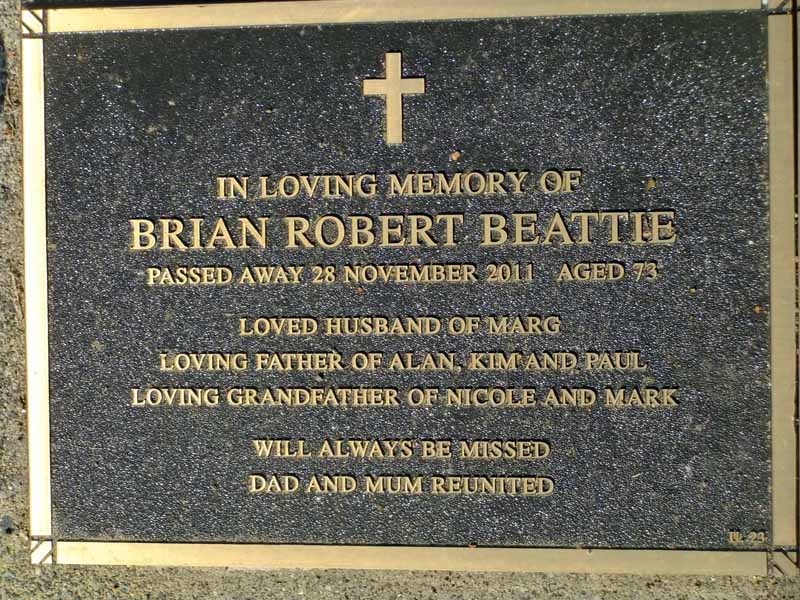 IN LOVING MEMORY OF
BRIAN ROBERT BEATTIE
PASSED AWAY 28 NOVEMBER 2011 AGED 73
LOVED HUSBAND OF MARG
LOVING FATHER OF ALAN, KIM AND PAUL
LOVING GRANDFATHER OF NICOLE AND MARK
WILL ALWAYS BE MISSED
DAD AND MUM REUNITED